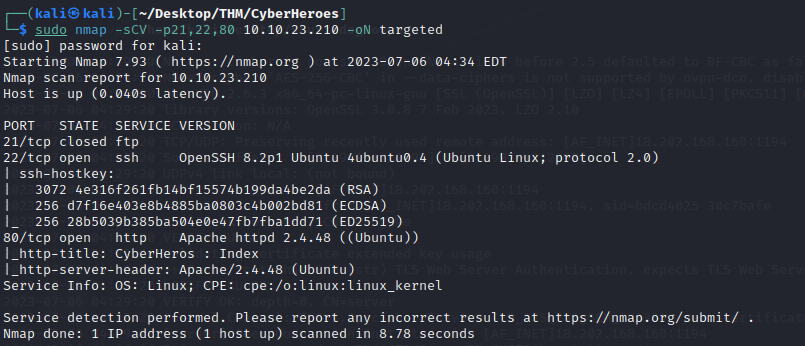 ┌──(kali㉿kali)-[~/Desktop/THM/CyberHeroes]
└─$ sudo nmap -sCV -p21,22,80 10.10.23.210 -oN targeted
[sudo] password for kali:
Starting Nmap 7.93 ( https://nmap.org ) at 2023-07-06 04:34 EDT
Nmap scan report for 10.10.23.210
Host is up (0.040s latency).

PORT   STATE  SERVICE VERSION
21/tcp closed ftp
22/tcp open   ssh     OpenSSH 8.2p1 Ubuntu 4ubuntu0.4 (Ubuntu Linux; protocol 2.0)
| ssh-hostkey:
|   3072 4e316f261fb14bf15574b199da4be2da (RSA)
|   256 d7f16e403e8b4885ba0803c4b002bd81 (ECDSA)
|_  256 28b5039b385ba504e0e47fb7fba1dd71 (ED25519)
80/tcp open   http    Apache httpd 2.4.48 ((Ubuntu))
|_http-title: CyberHeros : Index
|_http-server-header: Apache/2.4.48 (Ubuntu)
Service Info: OS: Linux; CPE: cpe:/o:linux:linux_kernel

Service detection performed. Please report any incorrect results at https://nmap.org/submit/ .
Nmap done: 1 IP address (1 host up) scanned in 8.78 seconds